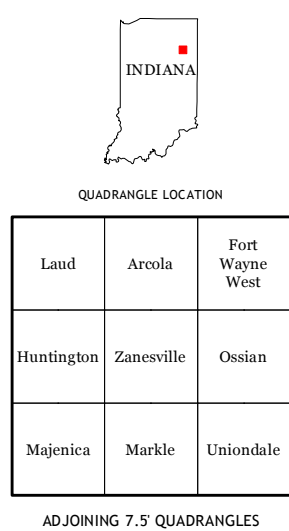 INDIANA
QUADRANGLE LOCATION
Laud
Arcola
Fort
Wayne
West
Huntington
Zanesville
Ossian
Majenica
Markle
Uniondale
ADJOINING 7.5' QUADRANGLES